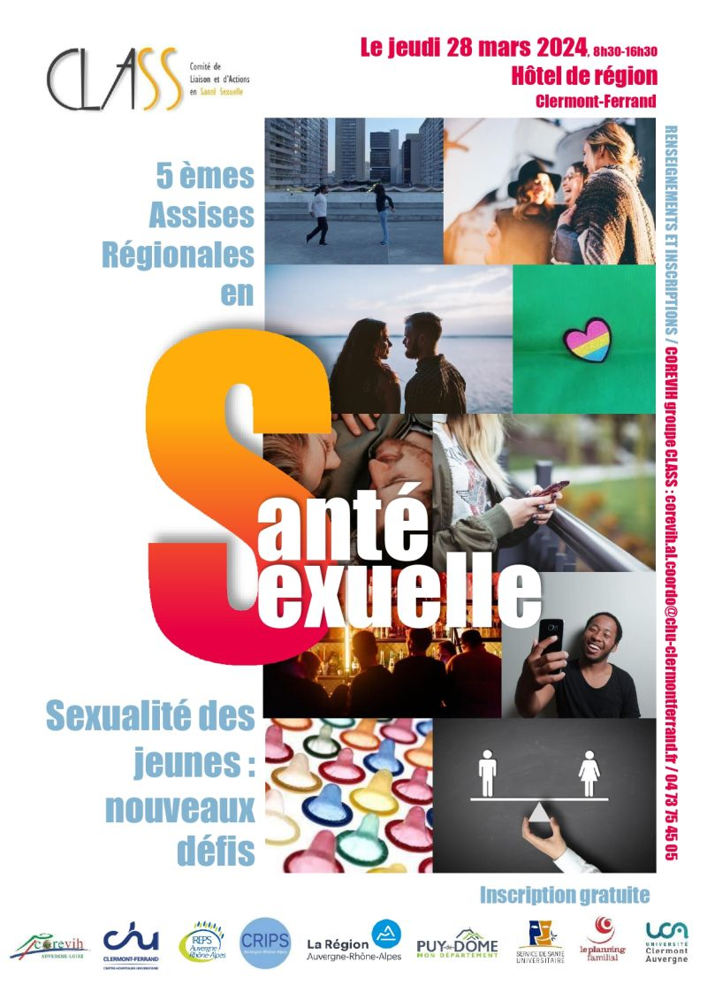 CLASS
Comité de
Liaison et d'Actions
en Santé Sexuelle
Le jeudi 28 mars 2024, 8h30-16h30
Hôtel de région
Clermont-Ferrand
5 èmes
Assises
Régionales
en
Santé
Sexuelle
Sexualité des
jeunes :
nouveaux
défis
RENSEIGNEMENTS ET INSCRIPTIONS / COREVIH groupe CLASS : corevih.al.coordo@chu-clermontferrand.fr / 04 73 75 45 05
Inscription gratuite
corevih
AUVERGNE-LOIRE
chu
CLERMONT-FERRAND
CENTRE HOSPITALIER UNIVERSITAIRE
IREPS
Auvergne
Rhône-Alpes
CRIPS
Auvergne-Rhône-Alpes
La Région
Auvergne-Rhône-Alpes
PUY-de-DÔME
MON DÉPARTEMENT
SERVICE DE SANTÉ
UNIVERSITAIRE
le planning
familial
UCA
UNIVERSITÉ
Clermont
Auvergne